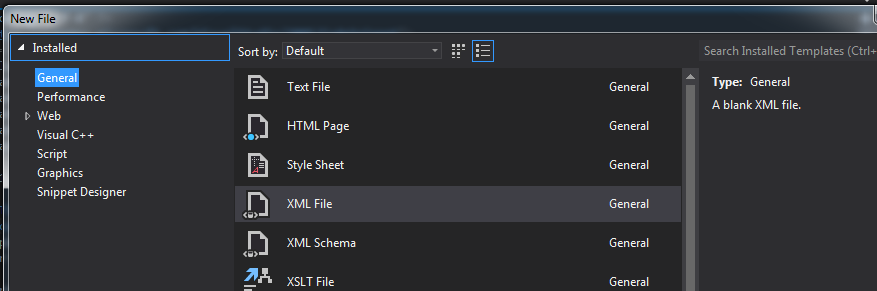 New File
Installed
Sort by: Default
Search Installed Templates (Ctrl+
General
Performance
Web
Visual C++
Script
Graphics
Snippet Designer
Text File General
HTML Page General
Style Sheet General
XML File General
XML Schema General
XSLT File General
Type: General
A blank XML file.